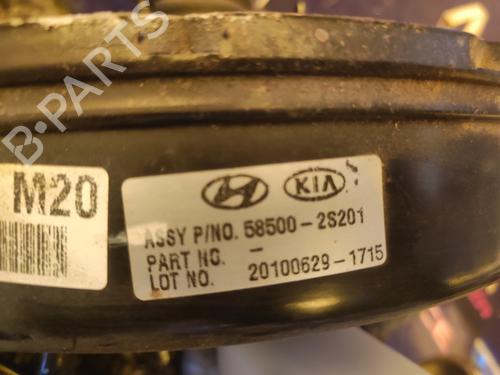 B-PARTS
M20
KIA
ASSY P/NO. 58500-2S201
PART NO. -
LOT NO. 20100629-1715